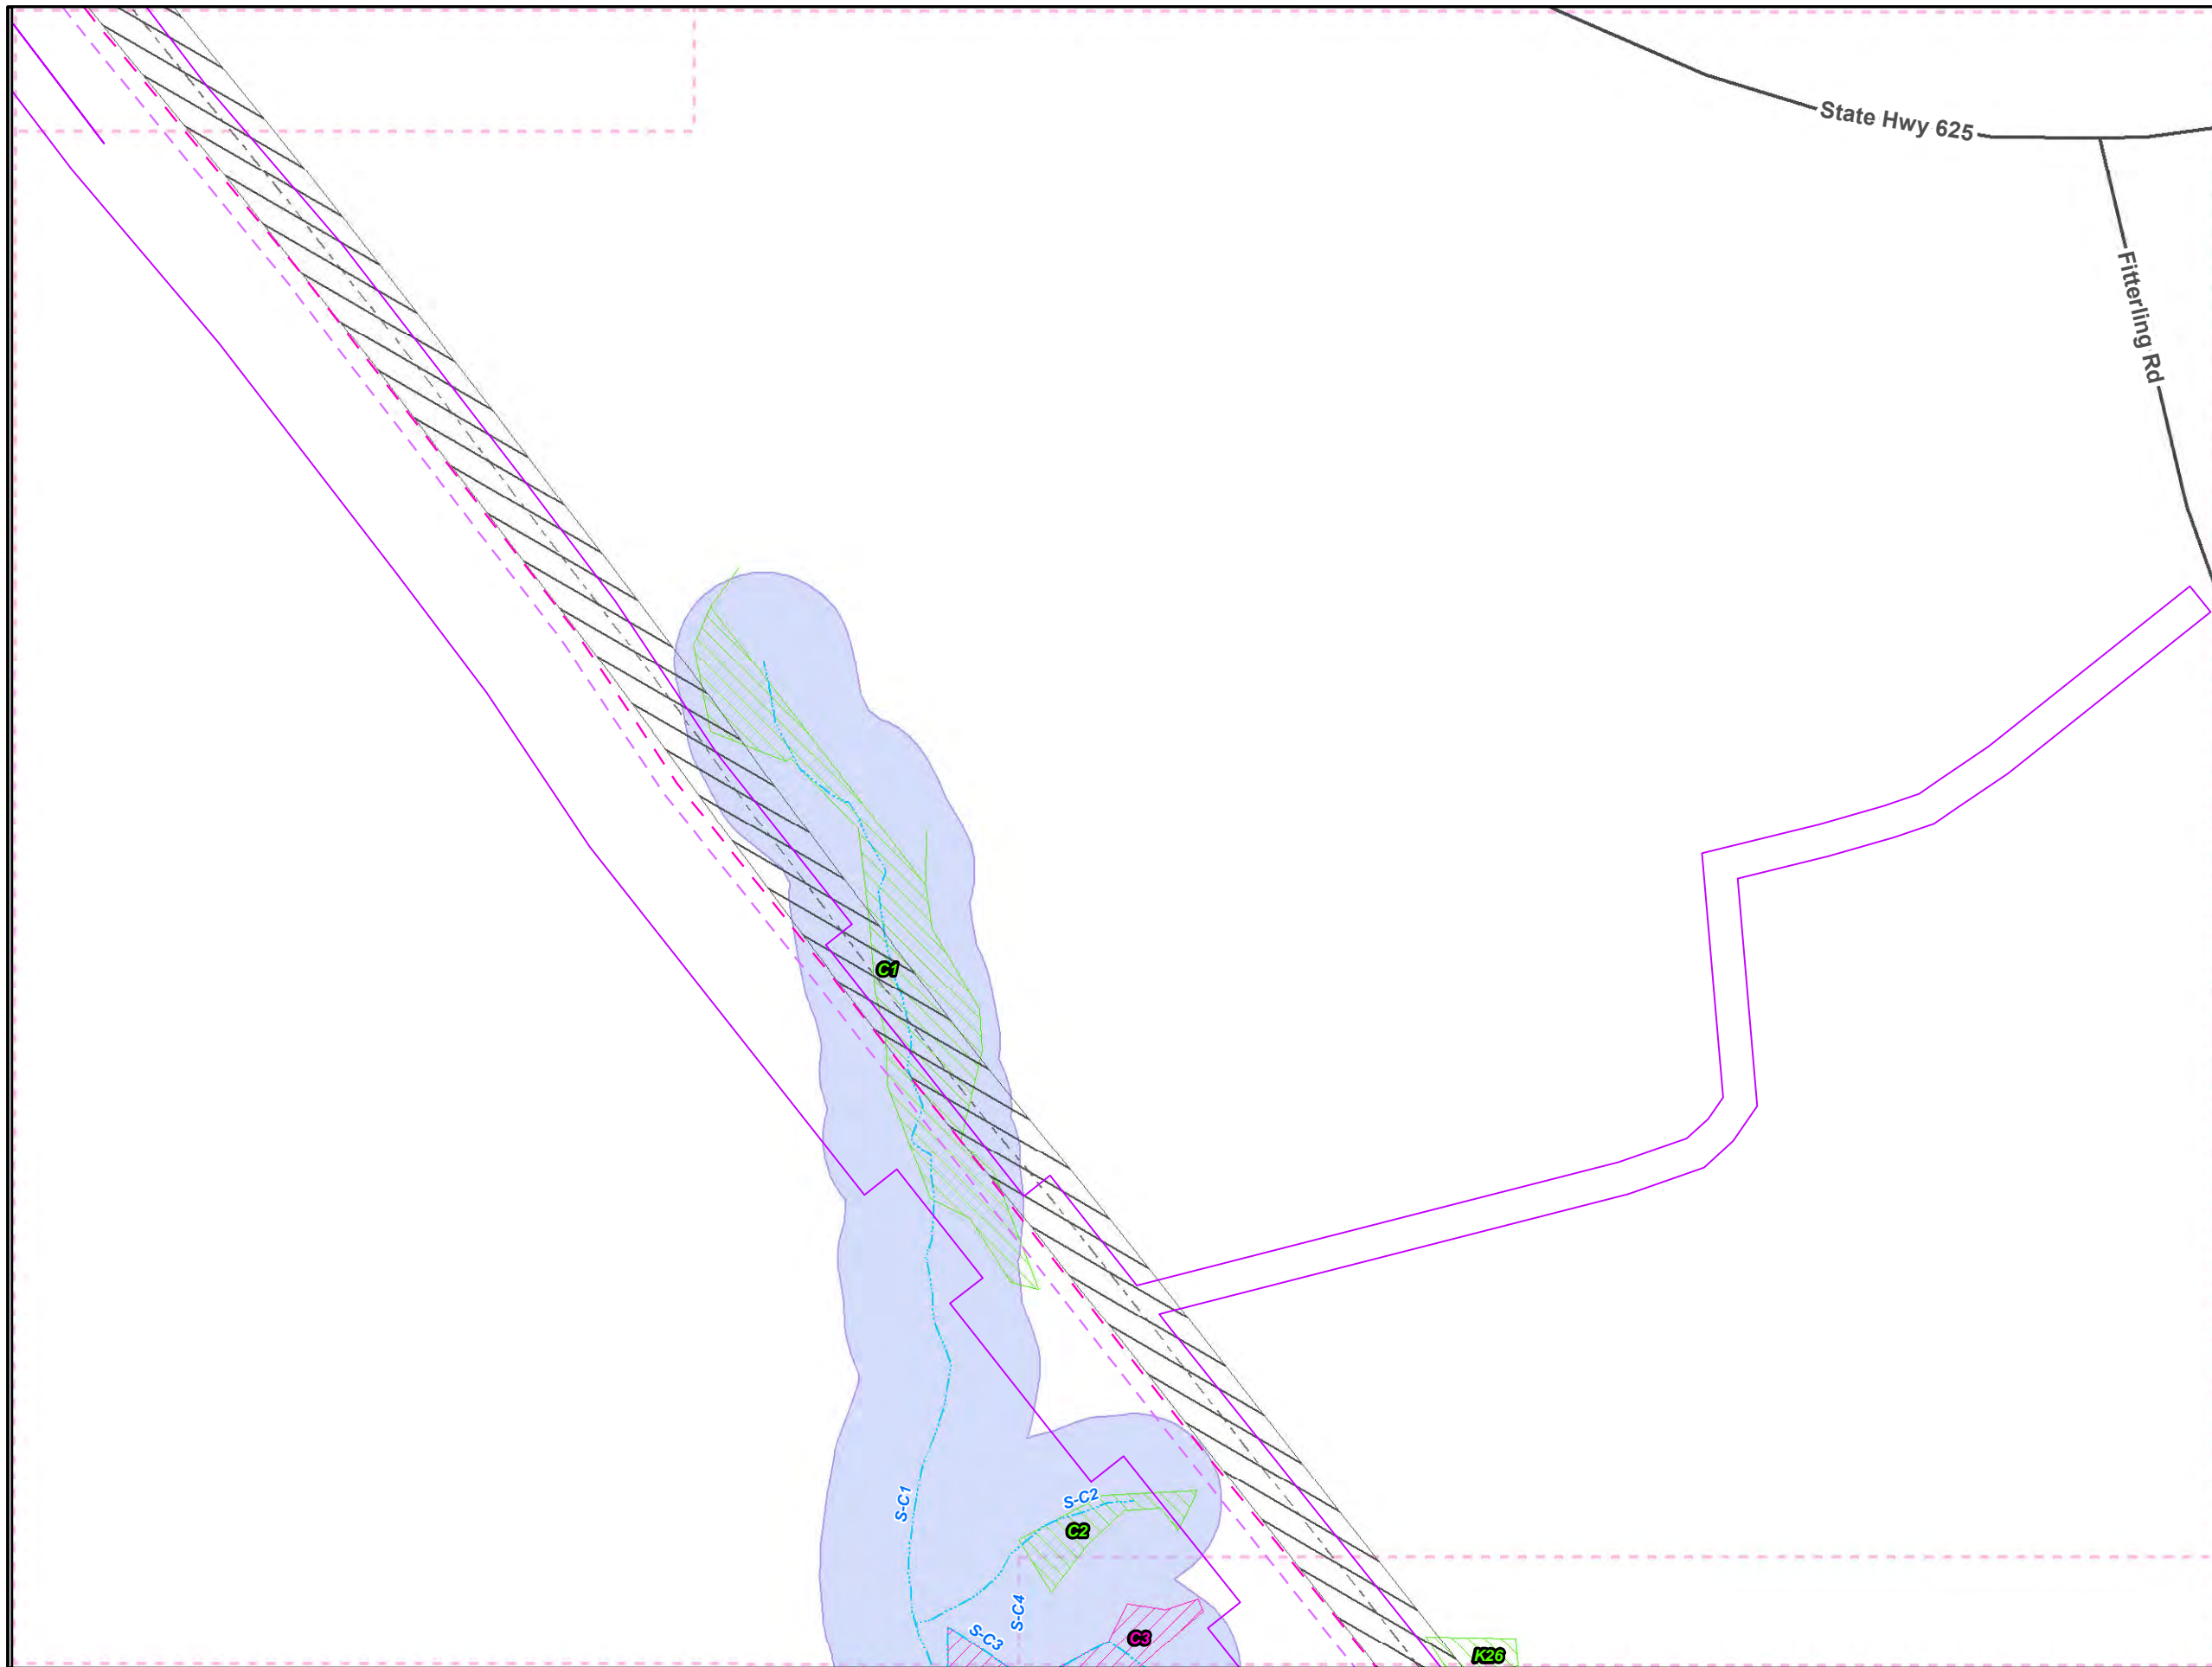 State Hwy 625
Fitterling Rd
C1
S-C1
S-C2
C2
S-C4
S-C3
C3
K26